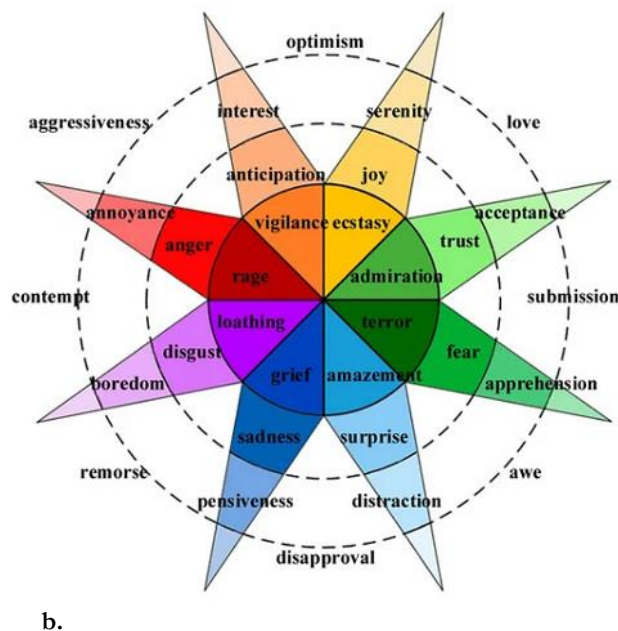 optimism
interest
serenity
aggressiveness
love
anticipation
joy
annoyance
vigilance
ecstasy
acceptance
anger
trust
rage
admiration
contempt
submission
loathing
terror
disgust
fear
boredom
grief
amazement
apprehension
sadness
surprise
remorse
awe
pensiveness
distraction
disapproval
b.